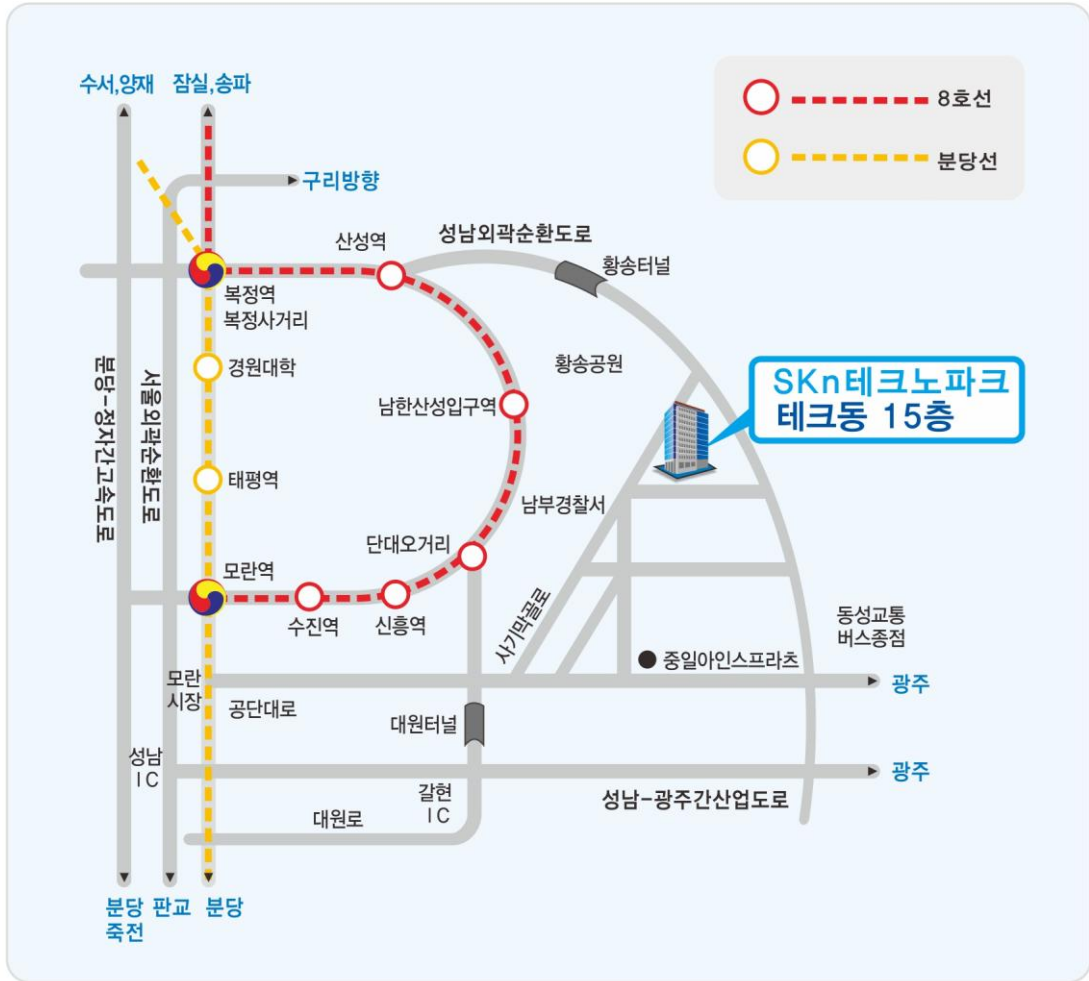 수서,양재
잠실,송파
8호선
분당선
구리방향
산성역
성남외곽순환도로
황송터널
복정역
복정사거리
경원대학
황송공원
SKn테크노파크
테크동 15층
남한산성입구역
분당-정자간고속도로
서울외곽순환도로
태평역
남부경찰서
단대오거리
모란역
수진역
신흥역
사기막골로
동성교통
버스종점
중일아인스프라츠
광주
모란
시장
공단대로
대원터널
성남
IC
광주
갈현
IC
성남-광주간산업도로
대원로
분당
죽전
판교
분당